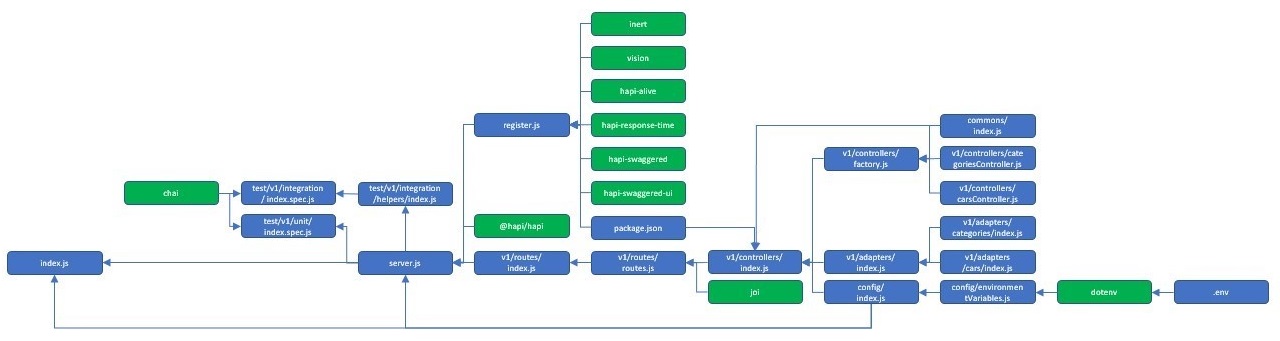 inert
vision
hapi-alive
register.js
hapi-response-time
commons/
index.js
v1/controllers/
factory.js
v1/controllers/cate
goriesController.js
hapi-swaggered
chai
test/v1/integration
/ index.spec.js
test/v1/integration
/helpers/index.js
hapi-swaggered-ui
v1/controllers/
carsController.js
test/v1/unit/
index.spec.js
@hapi/hapi
package.json
v1/adapters/
categories/index.js
index.js
server.js
v1/routes/
index.js
v1/routes/
routes.js
v1/controllers/
index.js
v1/adapters/
index.js
v1/adapters
/cars/index.js
joi
config/
index.js
config/environmen
tVariables.js
dotenv
.env